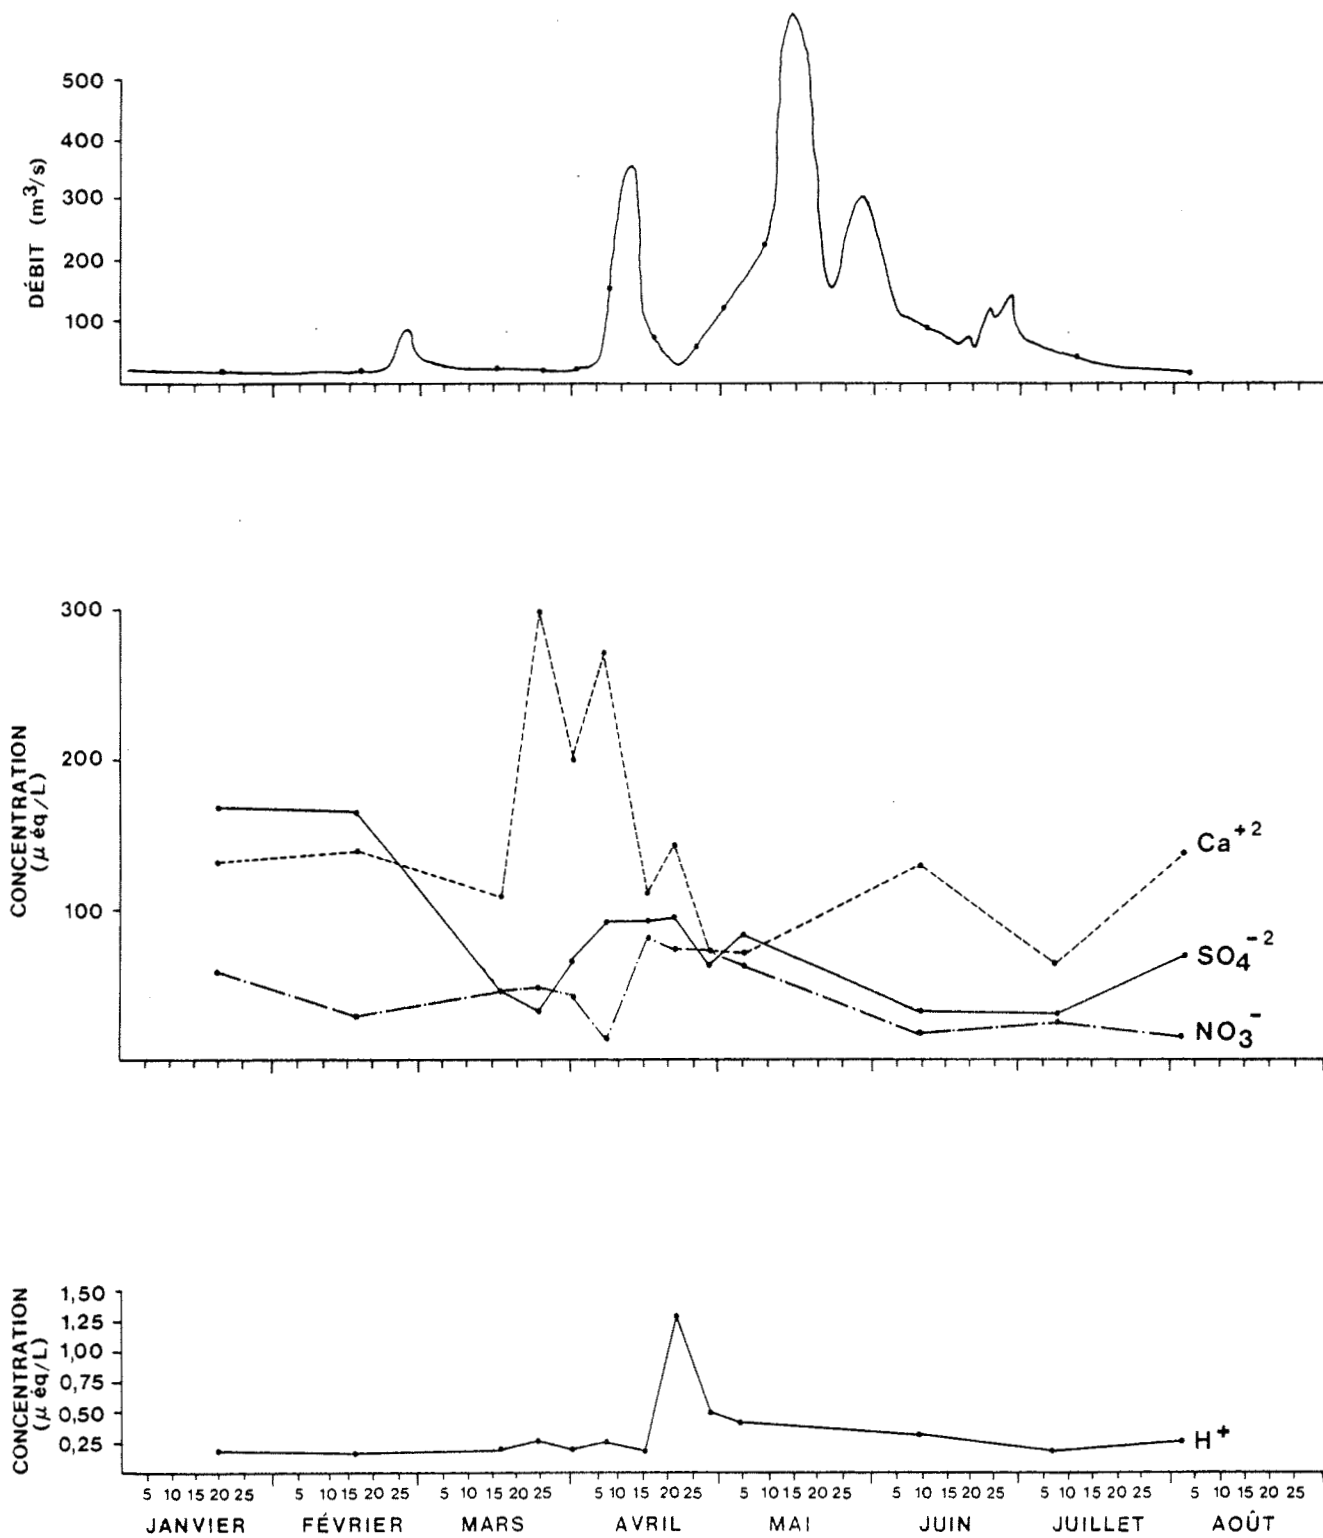 500
400
300
200
100
DÉBIT (m³/s)
300
200
100
CONCENTRATION
(µ éq/L)
Ca⁺²
SO₄⁻²
NO₃⁻
1,50
1,25
1,00
0,75
0,50
0,25
CONCENTRATION
(µ éq/L)
H⁺
5 10 15 20 25 5 10 15 20 25 5 10 15 20 25 5 10 15 20 25 5 10 15 20 25 5 10 15 20 25 5 10 15 20 25 5 10 15 20 25
JANVIER FÉVRIER MARS AVRIL MAI JUIN JUILLET AOÛT